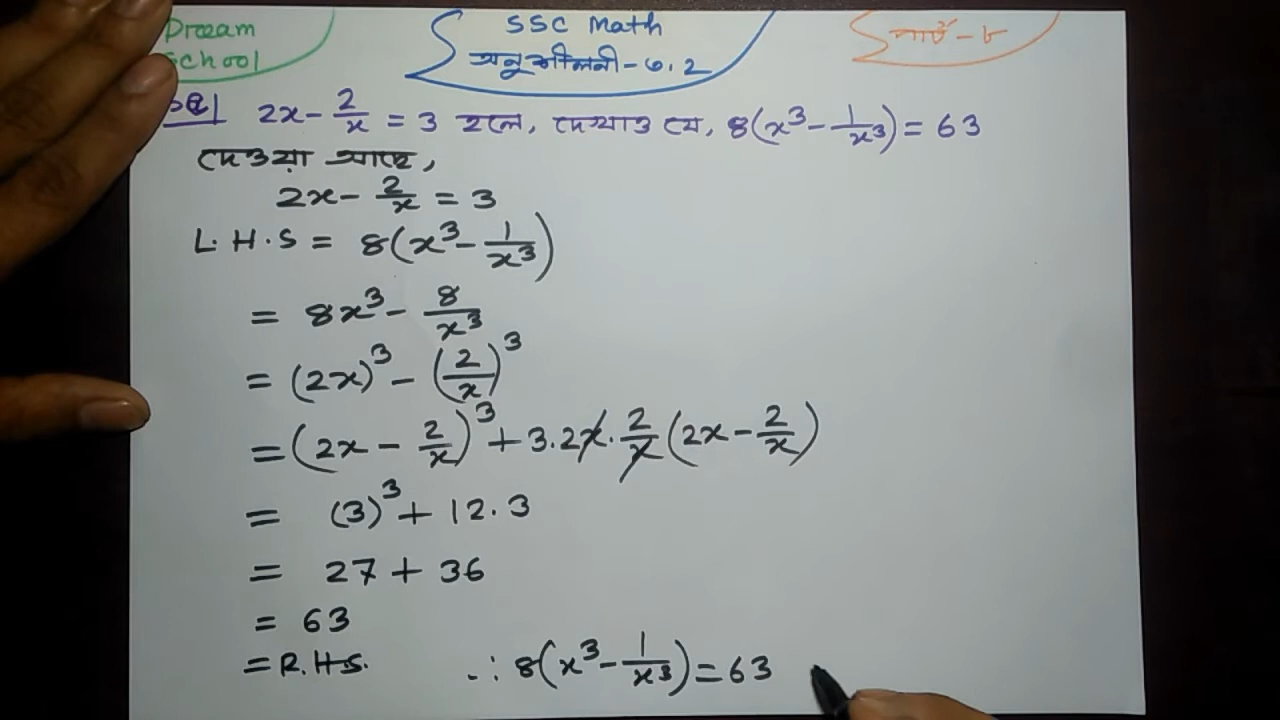 Dream School
SSC Math
অনুশীলনী-৩.2
পার্ট-৮
2x - 2/x = 3 হলে, দেখাও যে, 8(x³ - 1/x³) = 63
দেওয়া আছে,
2x - 2/x = 3
L.H.S = 8(x³ - 1/x³)
= 8x³ - 8/x³
= (2x)³ - (2/x)³
= (2x - 2/x)³ + 3.2x.2/x(2x - 2/x)
= (3)³ + 12.3
= 27 + 36
= 63
= R.H.S.
∴ 8(x³ - 1/x³) = 63